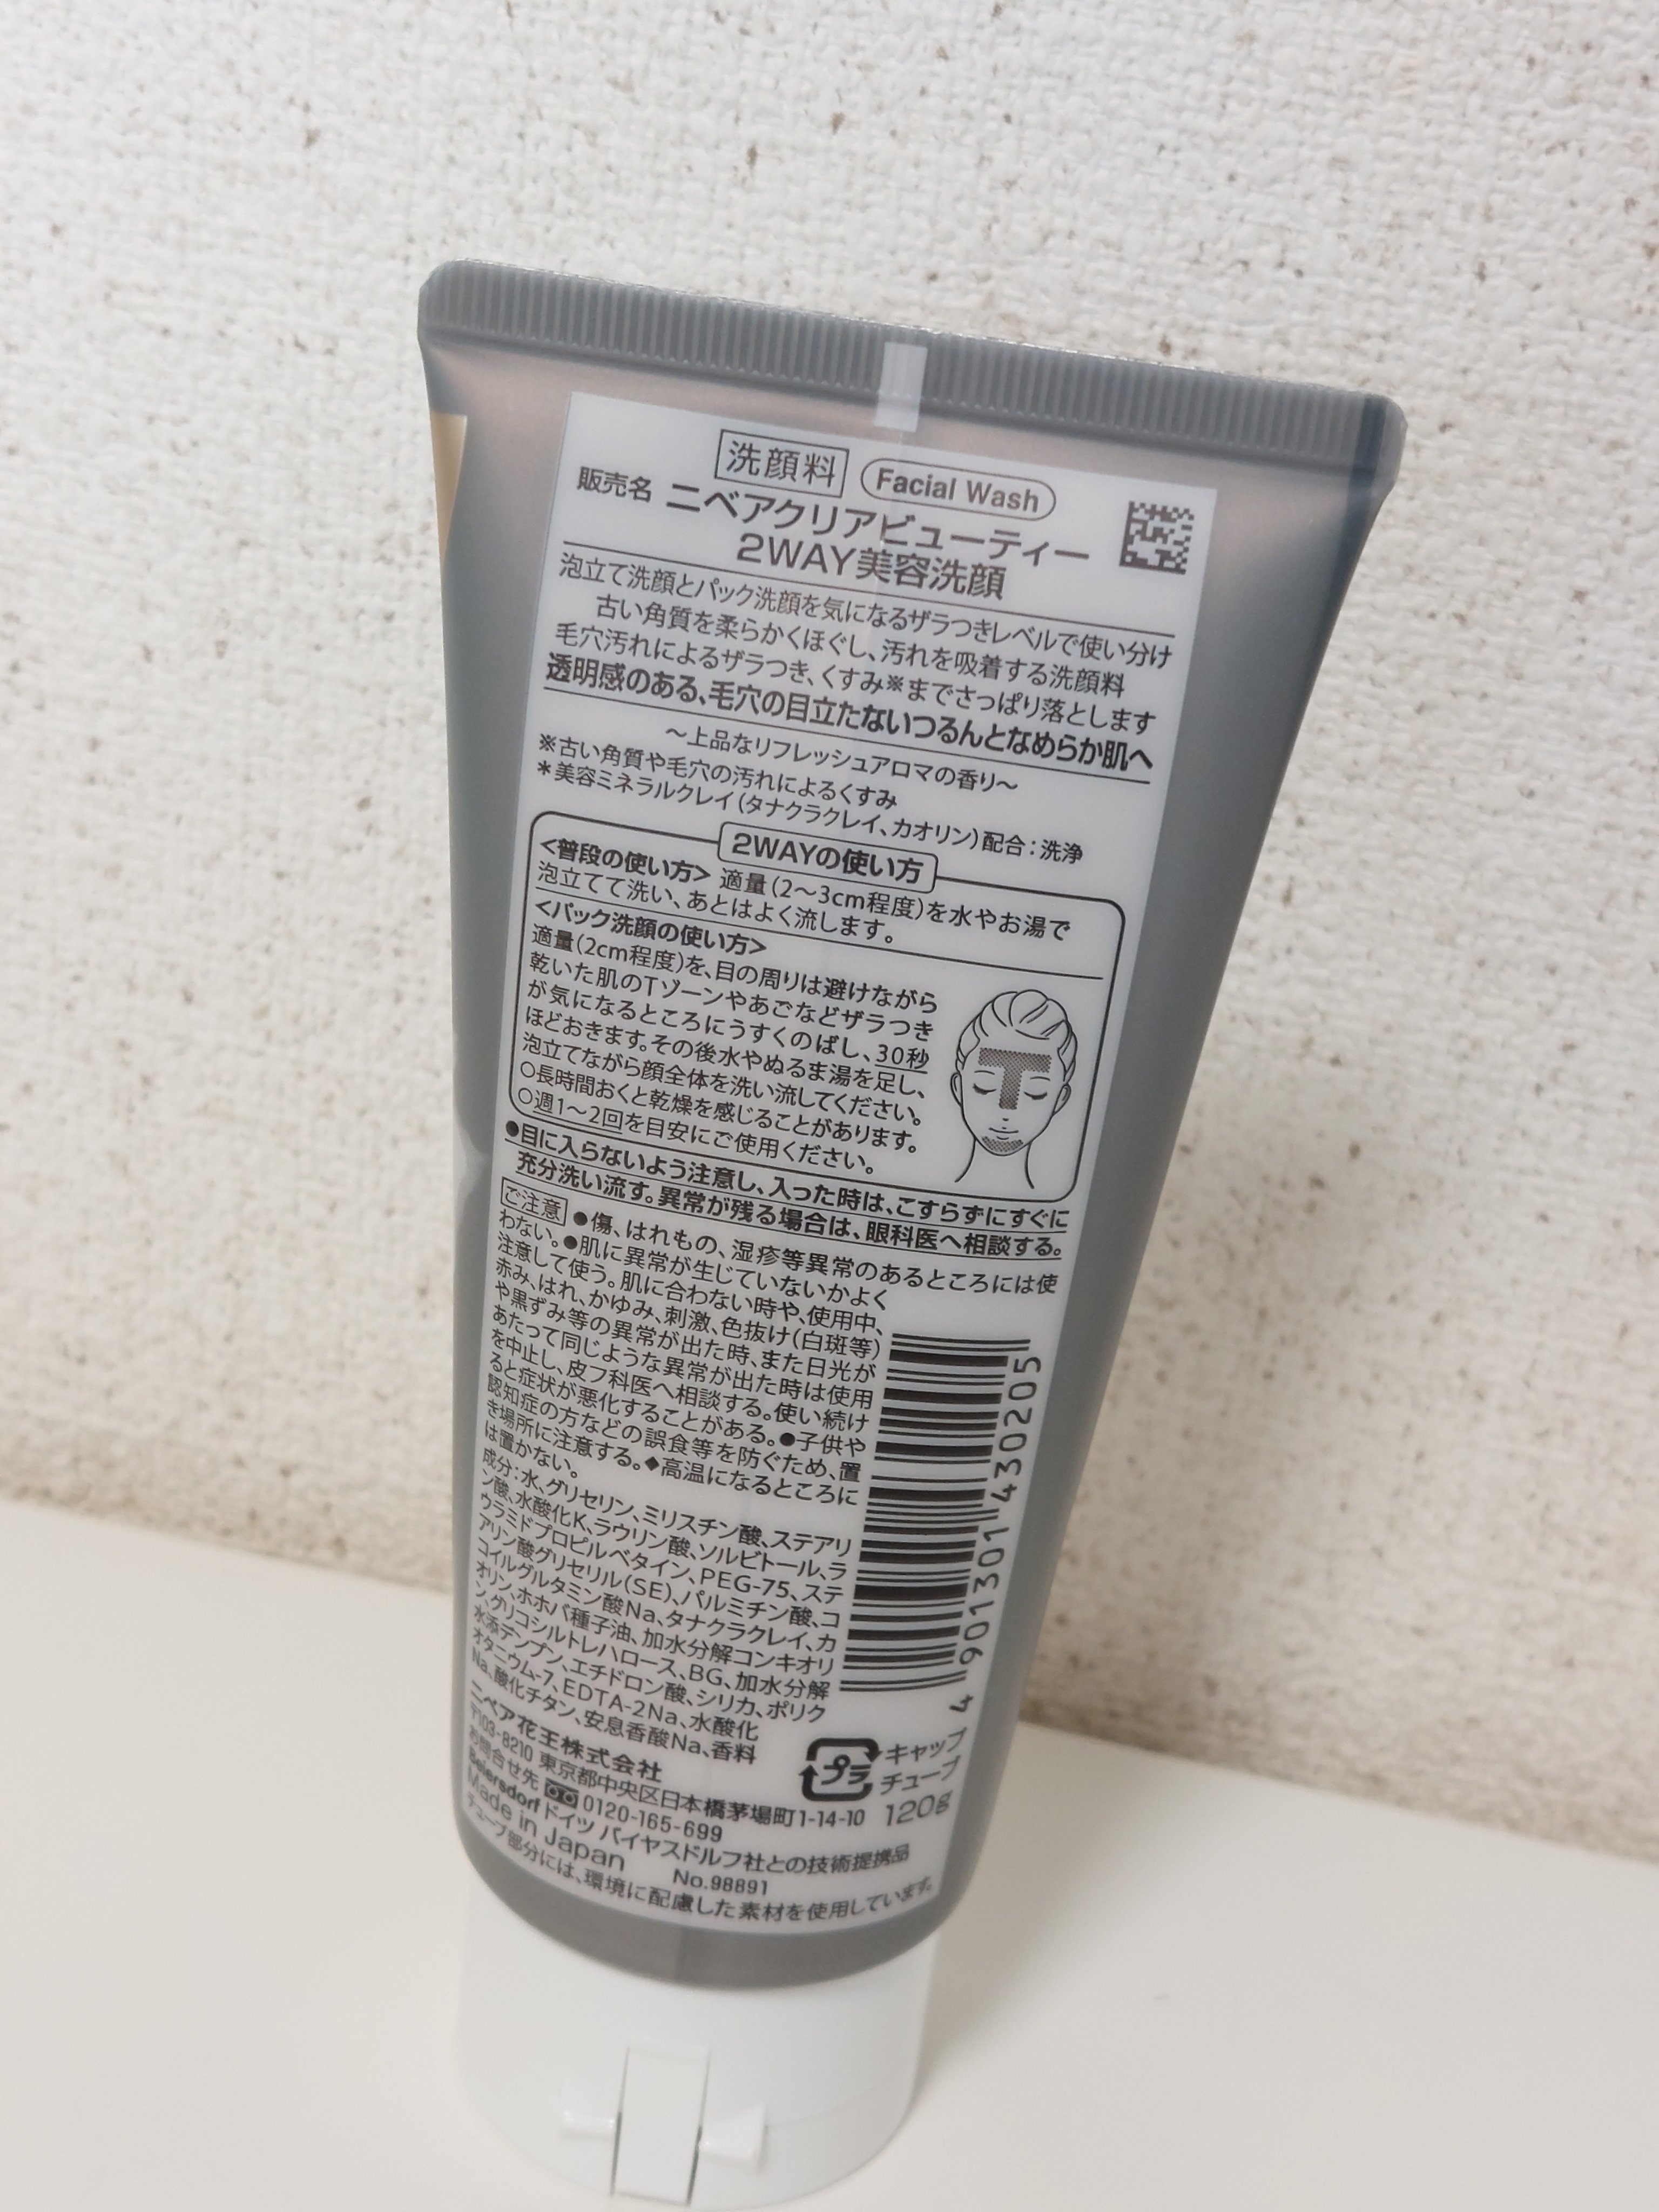 洗顔料 Facial Wash
販売名 ニベアクリアビューティー
2WAY美容洗顔
泡立て洗顔とパック洗顔を気になるザラつきレベルで使い分け
古い角質を柔らかくほぐし、汚れを吸着する洗顔料
毛穴汚れによるザラつき、くすみ※までさっぱり落とします
透明感のある、毛穴の目立たないつるんとなめらか肌へ
〜上品なリフレッシュアロマの香り〜
※古い角質や毛穴の汚れによるくすみ
＊美容ミネラルクレイ(タナクラクレイ、カオリン)配合：洗浄
2WAYの使い方
<普段の使い方> 適量(2〜3cm程度)を水やお湯で
泡立てて洗い、あとはよく流します。
<パック洗顔の使い方>
適量(2cm程度)を、目の周りは避けながら
乾いた肌のTゾーンやあごなどザラつき
が気になるところにうすくのばし、30秒
ほどおきます。その後水やぬるま湯を足し、
泡立てながら顔全体を洗い流してください。
○長時間おくと乾燥を感じることがあります。
○週1〜2回を目安にご使用ください。
●目に入らないよう注意し、入った時は、こすらずにすぐに
充分洗い流す。異常が残る場合は、眼科医へ相談する。
ご注意 ●傷、はれもの、湿疹等異常のあるところには使
わない。●肌に異常が生じていないかよく
注意して使う。肌に合わない時や、使用中、
赤み、はれ、かゆみ、刺激、色抜け(白斑等)
や黒ずみ等の異常が出た時、また日光が
あたって同じような異常が出た時は使用
を中止し、皮フ科医へ相談する。使い続け
ると症状が悪化することがある。●子供や
認知症の方などの誤食等を防ぐため、置
き場所に注意する。◆高温になるところに
は置かない。
成分：水、グリセリン、ミリスチン酸、ステアリ
ン酸、水酸化K、ラウリン酸、ソルビトール、ラ
ウラミドプロピルベタイン、PEG-75、ステ
アリン酸グリセリル(SE)、パルミチン酸、コ
コイルグルタミン酸Na、タナクラクレイ、カ
オリン、ホホバ種子油、加水分解コンキオリ
ン、グリコシルトレハロース、BG、加水分解
水添デンプン、エチドロン酸、シリカ、ポリク
オタニウム-7、EDTA-2Na、水酸化
Na、酸化チタン、安息香酸Na、香料
4 901301 430205
ニベア花王株式会社
〒103-8210 東京都中央区日本橋茅場町1-14-10
お問合せ先 0120-165-699
Beiersdorf ドイツ バイヤスドルフ社との技術提携品
Made in Japan No.98891
チューブ部分には、環境に配慮した素材を使用しています。
プラ キャップ
チューブ
120g